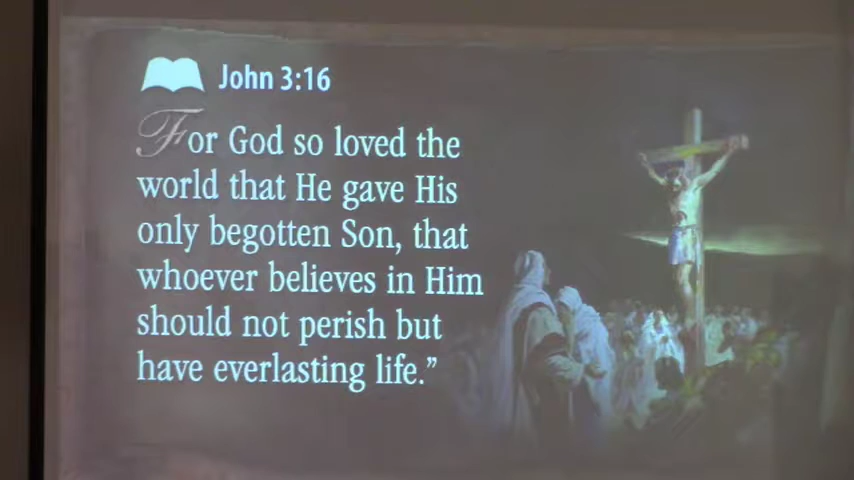 John 3:16
For God so loved the
world that He gave His
only begotten Son, that
whoever believes in Him
should not perish but
have everlasting life.”